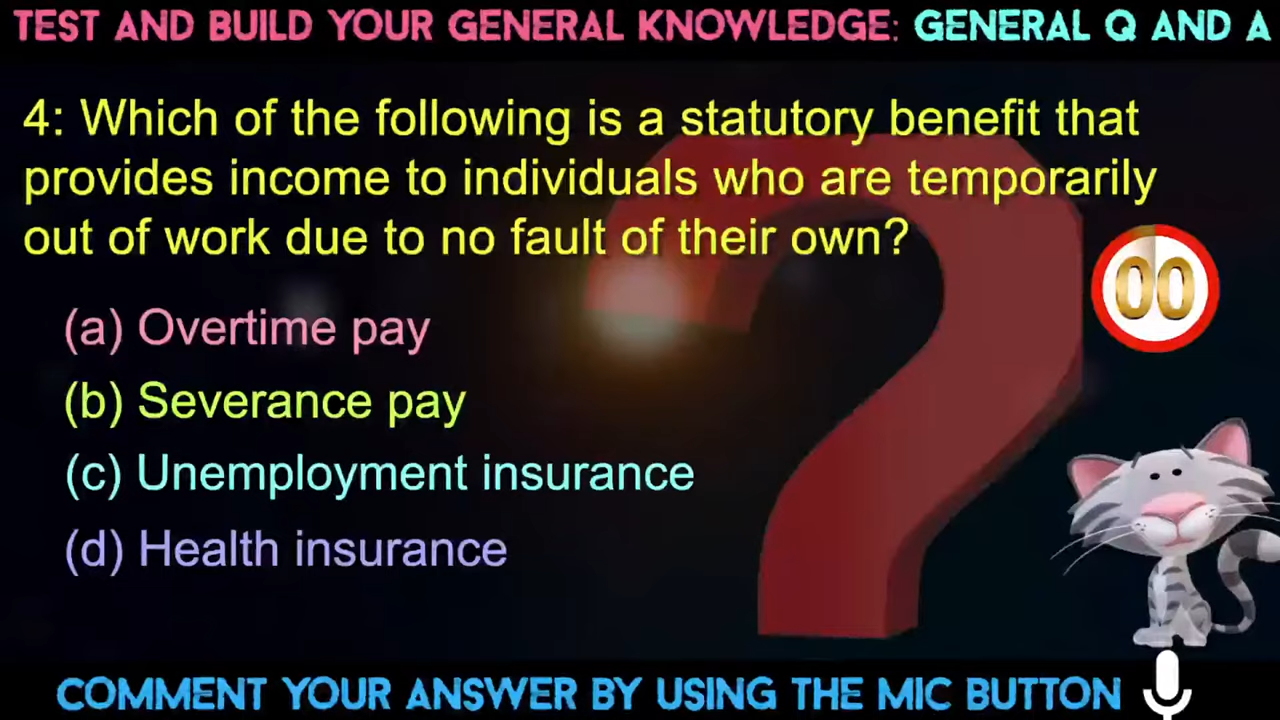 TEST AND BUILD YOUR GENERAL KNOWLEDGE: GENERAL Q AND A
4: Which of the following is a statutory benefit that
provides income to individuals who are temporarily
out of work due to no fault of their own?
00
(a) Overtime pay
(b) Severance pay
(c) Unemployment insurance
(d) Health insurance
COMMENT YOUR ANSWER BY USING THE MIC BUTTON